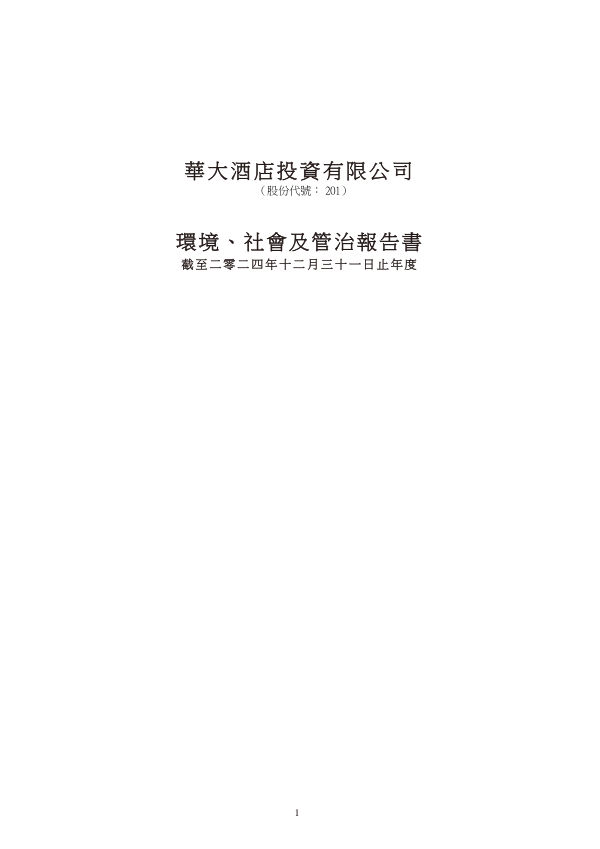 華大酒店投資有限公司
（股份代號： 201）
環境、社會及管治報告書
截至二零二四年十二月三十一日止年度
1